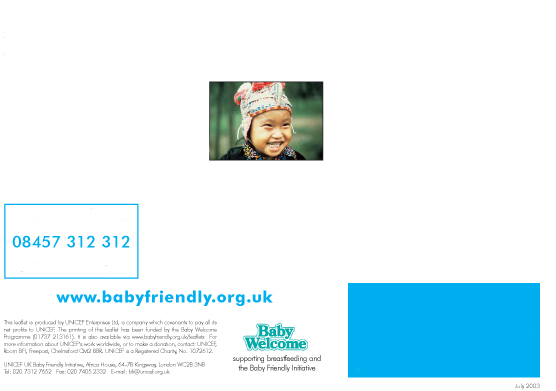 08457 312 312
www.babyfriendly.org.uk
This leaflet is produced by UNICEF Enterprises Ltd, a company which covenants to pay all its
net profits to UNICEF. The printing of the leaflet has been funded by the Baby Welcome
Programme (01737 213161). It is also available via www.babyfriendly.org.uk/leaflets. For
more information about UNICEF's work worldwide, or to make a donation, contact: UNICEF,
Room BFI, Freepost, Chelmsford CM2 8BR. UNICEF is a Registered Charity, No. 1072612.
UNICEF UK Baby Friendly Initiative, Africa House, 64-78 Kingsway, London WC2B 6NB
Tel: 020 7312 7652 Fax: 020 7405 2332 E-mail: bfi@unicef.org.uk
Baby
Welcome
supporting breastfeeding and
the Baby Friendly Initiative
July 2003